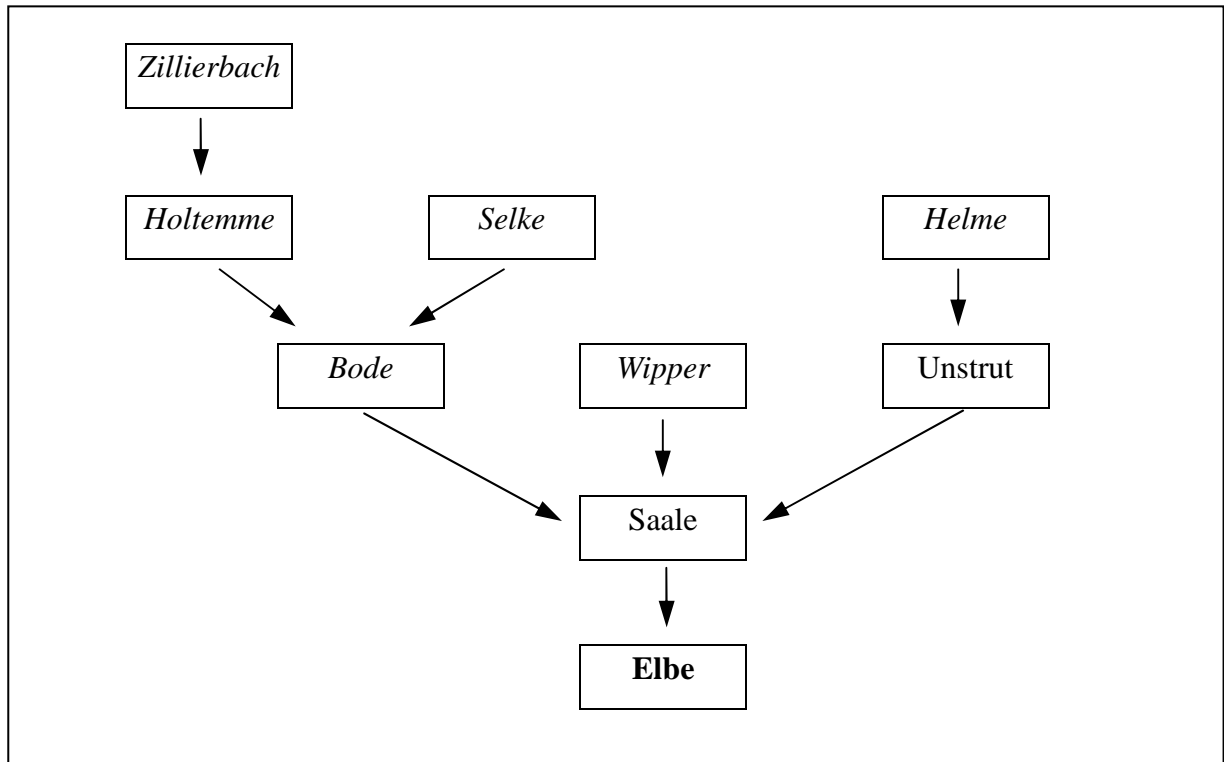 Zillierbach
Holtemme
Selke
Helme
Bode
Wipper
Unstrut
Saale
Elbe